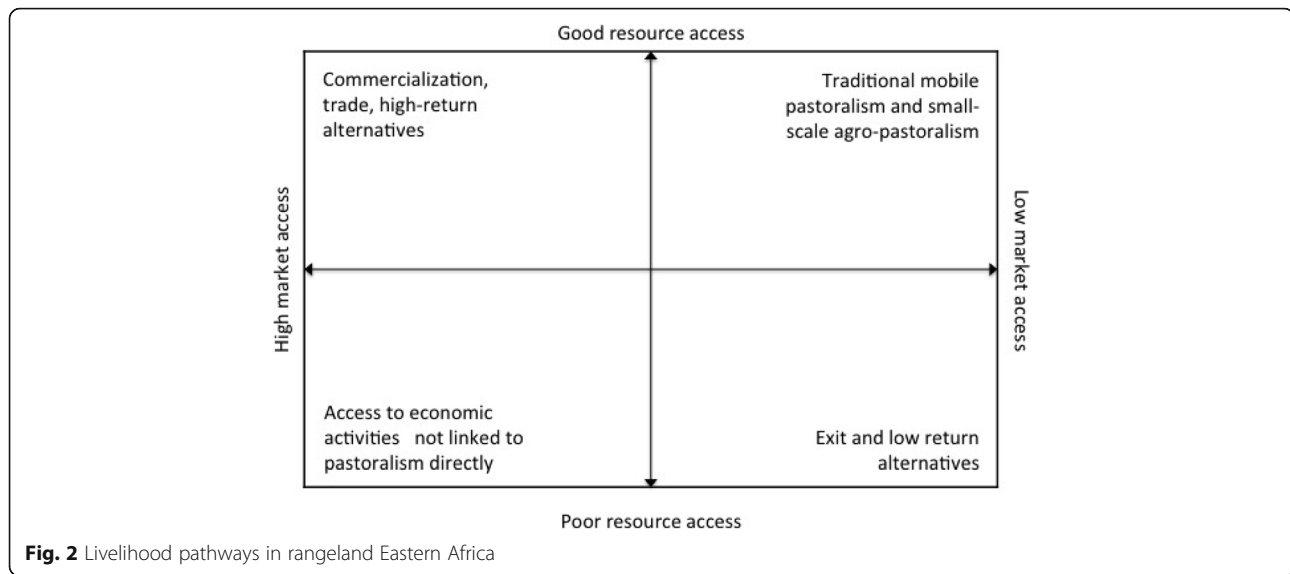 Good resource access
Commercialization,
trade, high-return
alternatives
Traditional mobile
pastoralism and small-
scale agro-pastoralism
High market access
Low market access
Access to economic
activities not linked to
pastoralism directly
Exit and low return
alternatives
Poor resource access
Fig. 2 Livelihood pathways in rangeland Eastern Africa